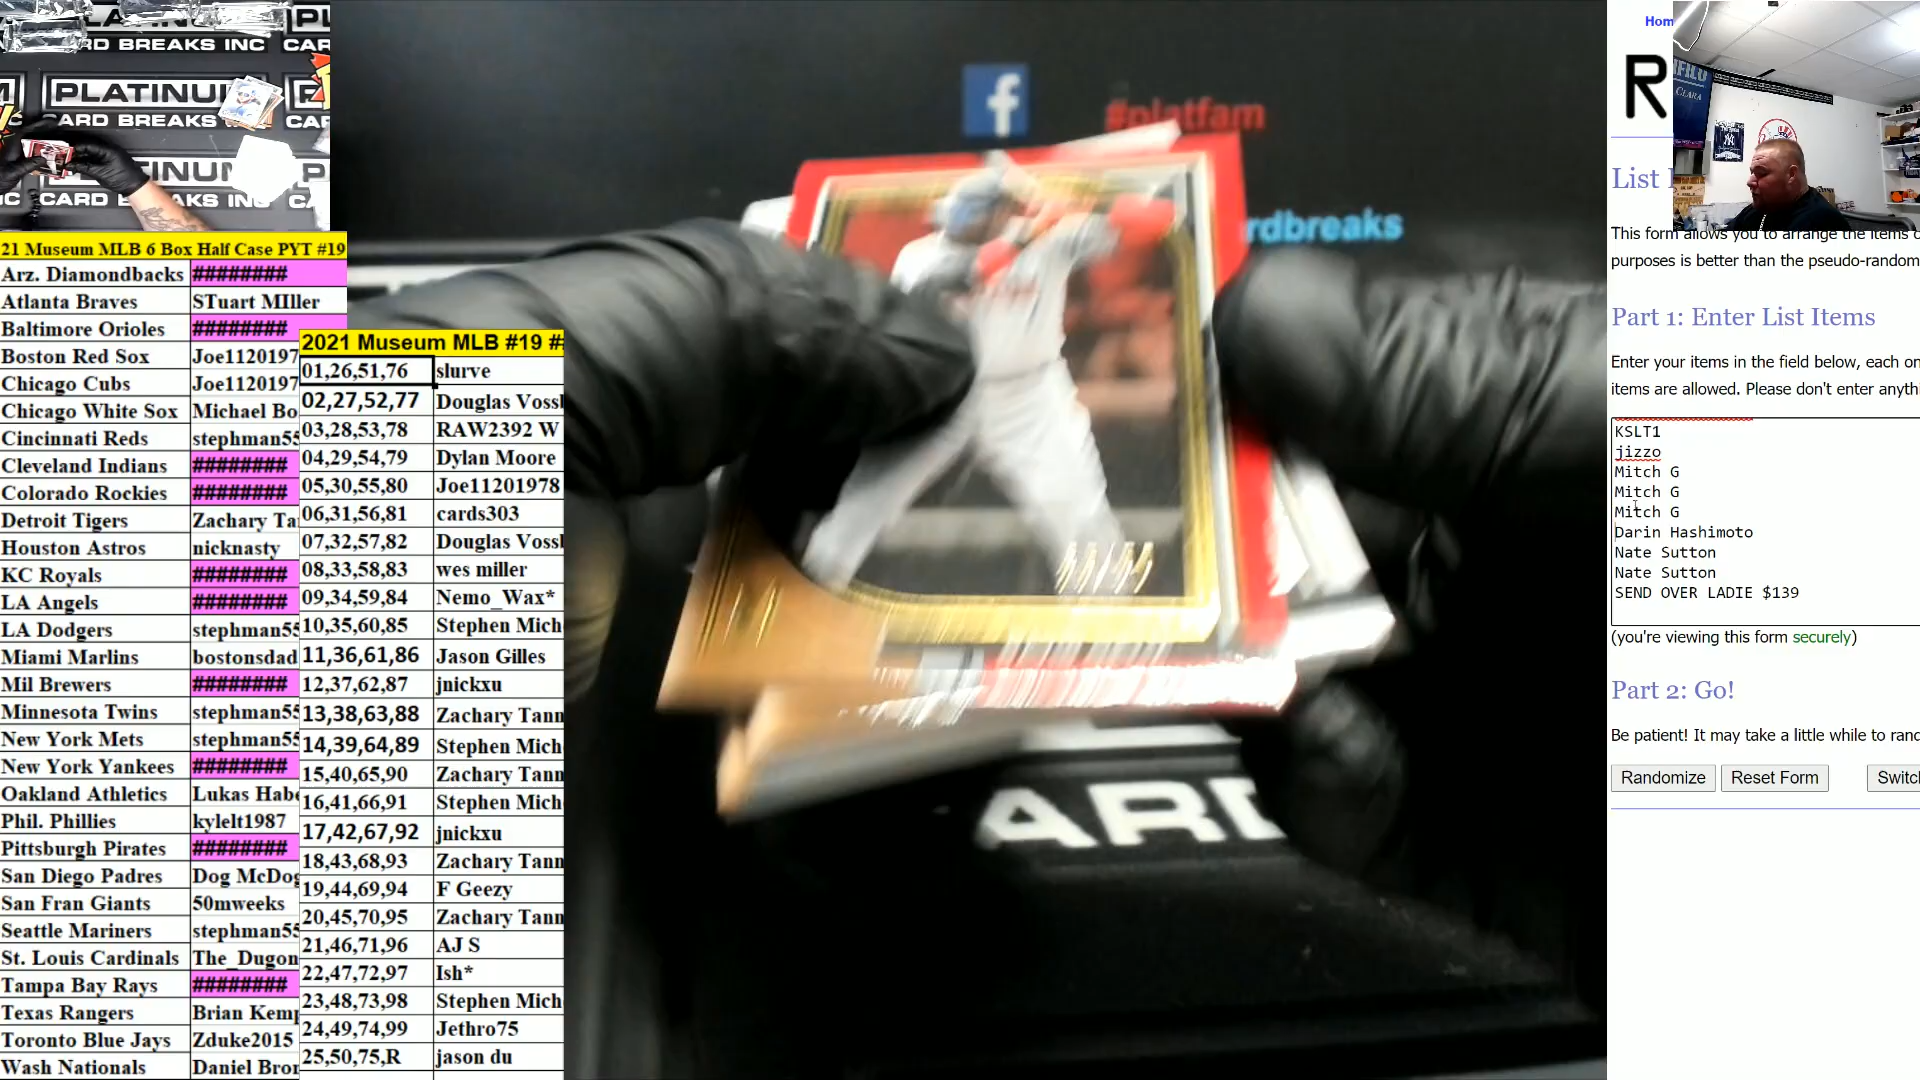 PLATINUM
CARD BREAKS INC
21 Museum MLB 6 Box Half Case PYT #19
Arz. Diamondbacks ########
Atlanta Braves STuart MIller
Baltimore Orioles ########
Boston Red Sox Joe1120197
Chicago Cubs Joe1120197
Chicago White Sox Michael Bo
Cincinnati Reds stephman55
Cleveland Indians ########
Colorado Rockies ########
Detroit Tigers Zachary Ta
Houston Astros nicknasty
KC Royals ########
LA Angels ########
LA Dodgers stephman55
Miami Marlins bostonsdad
Mil Brewers ########
Minnesota Twins stephman55
New York Mets stephman55
New York Yankees ########
Oakland Athletics Lukas Habe
Phil. Phillies kylelt1987
Pittsburgh Pirates ########
San Diego Padres Dog McDog
San Fran Giants 50mweeks
Seattle Mariners stephman55
St. Louis Cardinals The_Dugon
Tampa Bay Rays ########
Texas Rangers Brian Kemp
Toronto Blue Jays Zduke2015
Wash Nationals Daniel Bron
2021 Museum MLB #19 #
01,26,51,76 slurve
02,27,52,77 Douglas Vossl
03,28,53,78 RAW2392 W
04,29,54,79 Dylan Moore
05,30,55,80 Joe11201978
06,31,56,81 cards303
07,32,57,82 Douglas Vossl
08,33,58,83 wes miller
09,34,59,84 Nemo_Wax*
10,35,60,85 Stephen Mich
11,36,61,86 Jason Gilles
12,37,62,87 jnickxu
13,38,63,88 Zachary Tann
14,39,64,89 Stephen Mich
15,40,65,90 Zachary Tann
16,41,66,91 Stephen Mich
17,42,67,92 jnickxu
18,43,68,93 Zachary Tann
19,44,69,94 F Geezy
20,45,70,95 Zachary Tann
21,46,71,96 AJ S
22,47,72,97 Ish*
23,48,73,98 Stephen Mich
24,49,74,99 Jethro75
25,50,75,R jason du
f
#platfam
rdbreaks
ARD
Hom
R
List
This form allows you to arrange the items o
purposes is better than the pseudo-random
Part 1: Enter List Items
Enter your items in the field below, each on
items are allowed. Please don't enter anythi
KSLT1
jizzo
Mitch G
Mitch G
Mitch G
Darin Hashimoto
Nate Sutton
Nate Sutton
SEND OVER LADIE $139
(you're viewing this form securely)
Part 2: Go!
Be patient! It may take a little while to rand
Randomize Reset Form Switch